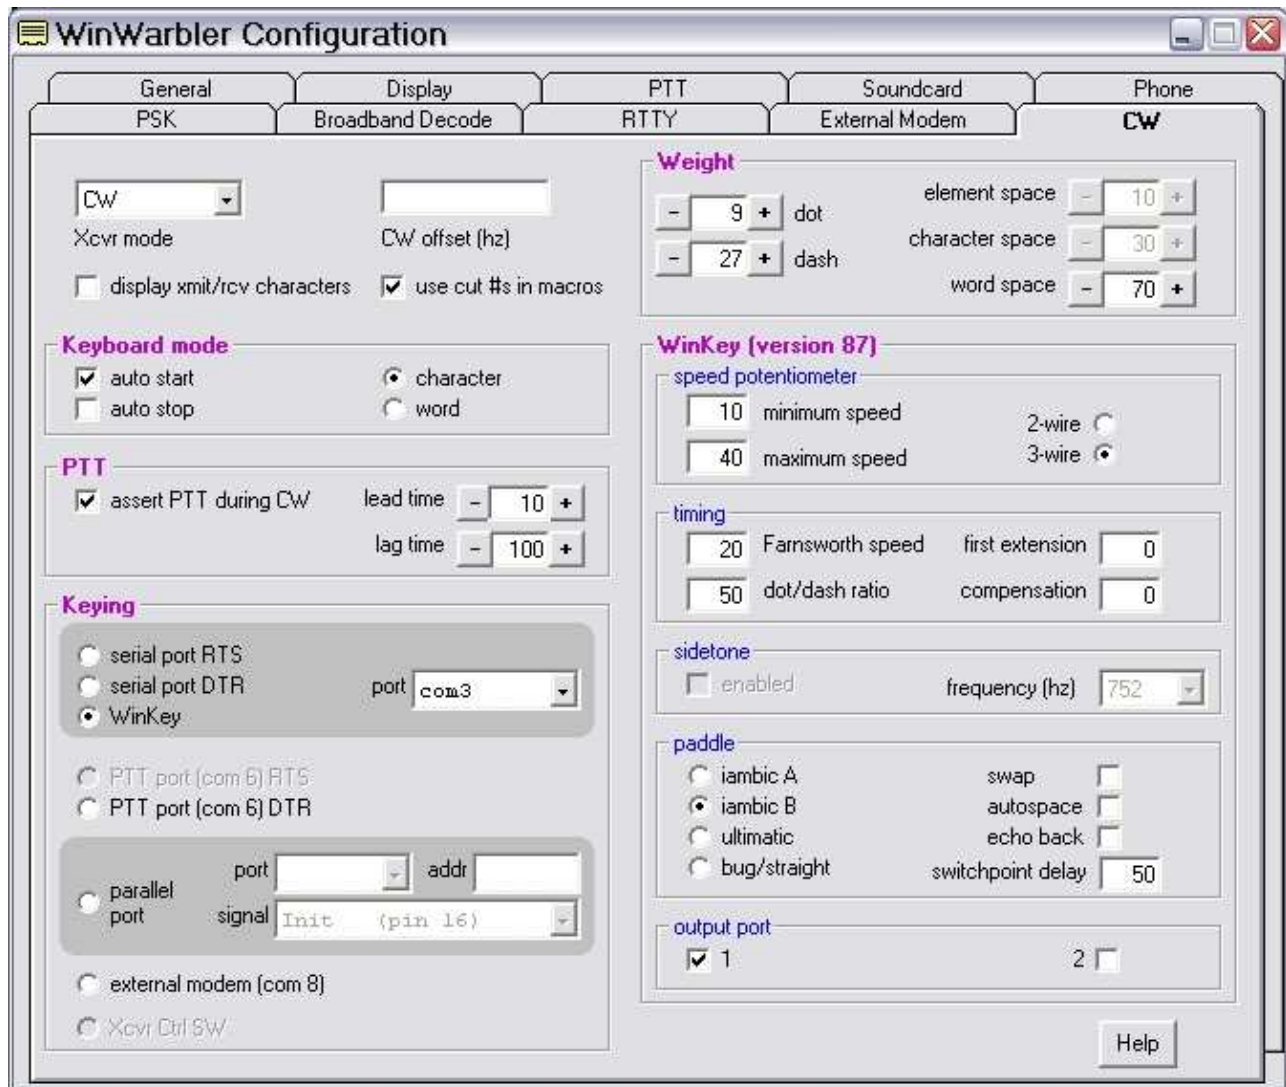 WinWarbler Configuration
General Display PTT Soundcard Phone
PSK Broadband Decode RTTY External Modem CW
CW
Xcvr mode CW offset (hz)
display xmit/rcv characters use cut #s in macros
Keyboard mode
auto start character
auto stop word
PTT
assert PTT during CW lead time - 10 +
lag time - 100 +
Keying
serial port RTS
serial port DTR port com3
WinKey
PTT port (com 6) RTS
PTT port (com 6) DTR
port addr
parallel port
signal Init (pin 16)
external modem (com 8)
Xcvr Ctrl SW
Weight
- 9 + dot element space - 10 +
- 27 + dash character space - 30 +
word space - 70 +
WinKey (version 87)
speed potentiometer
10 minimum speed 2-wire
40 maximum speed 3-wire
timing
20 Farnsworth speed first extension 0
50 dot/dash ratio compensation 0
sidetone
enabled frequency (hz) 752
paddle
iambic A swap
iambic B autospace
ultimatic echo back
bug/straight switchpoint delay 50
output port
1 2
Help